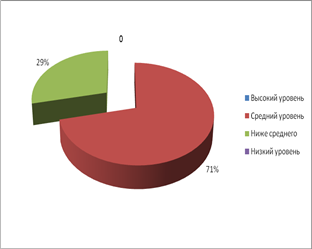 0
29%
71%
Высокий уровень
Средний уровень
Ниже среднего
Низкий уровень